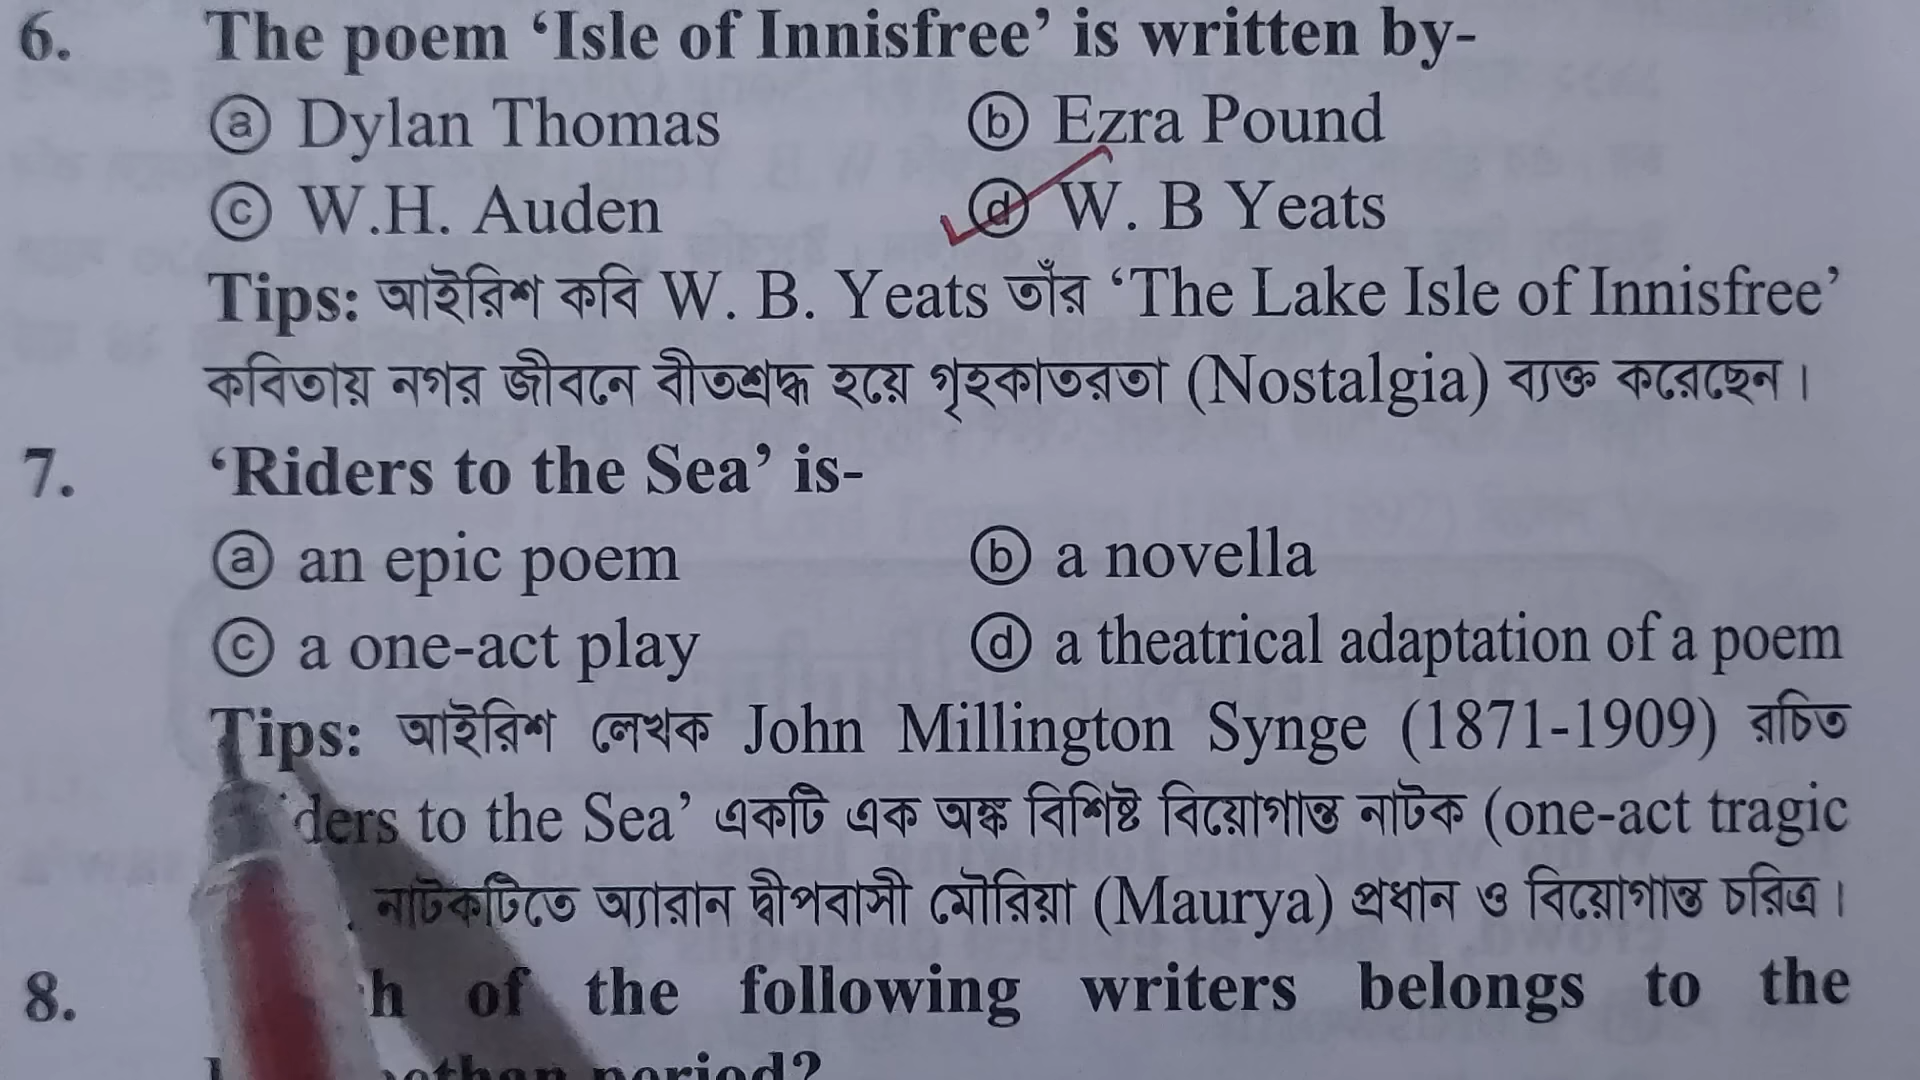 6. The poem ‘Isle of Innisfree’ is written by-
ⓐ Dylan Thomas ⓑ Ezra Pound
ⓒ W.H. Auden ⓓ W. B Yeats
Tips: আইরিশ কবি W. B. Yeats তাঁর ‘The Lake Isle of Innisfree’
কবিতায় নগর জীবনে বীতশ্রদ্ধ হয়ে গৃহকাতরতা (Nostalgia) ব্যক্ত করেছেন।
7. ‘Riders to the Sea’ is-
ⓐ an epic poem ⓑ a novella
ⓒ a one-act play ⓓ a theatrical adaptation of a poem
Tips: আইরিশ লেখক John Millington Synge (1871-1909) রচিত
to the Sea’ একটি এক অঙ্ক বিশিষ্ট বিয়োগান্ত নাটক (one-act tragic
নাটকটিতে অ্যারান দ্বীপবাসী মৌরিয়া (Maurya) প্রধান ও বিয়োগান্ত চরিত্র।
8. of the following writers belongs to the
period?